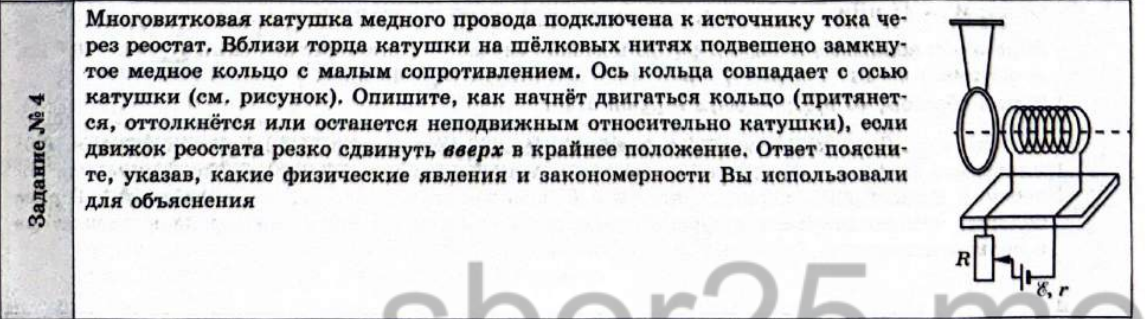 Задание № 4
Многовитковая катушка медного провода подключена к источнику тока че-
рез реостат. Вблизи торца катушки на шёлковых нитях подвешено замкну-
тое медное кольцо с малым сопротивлением. Ось кольца совпадает с осью
катушки (см. рисунок). Опишите, как начнёт двигаться кольцо (притянет-
ся, оттолкнётся или останется неподвижным относительно катушки), если
движок реостата резко сдвинуть вверх в крайнее положение. Ответ поясни-
те, указав, какие физические явления и закономерности Вы использовали
для объяснения
R
ℰ, r